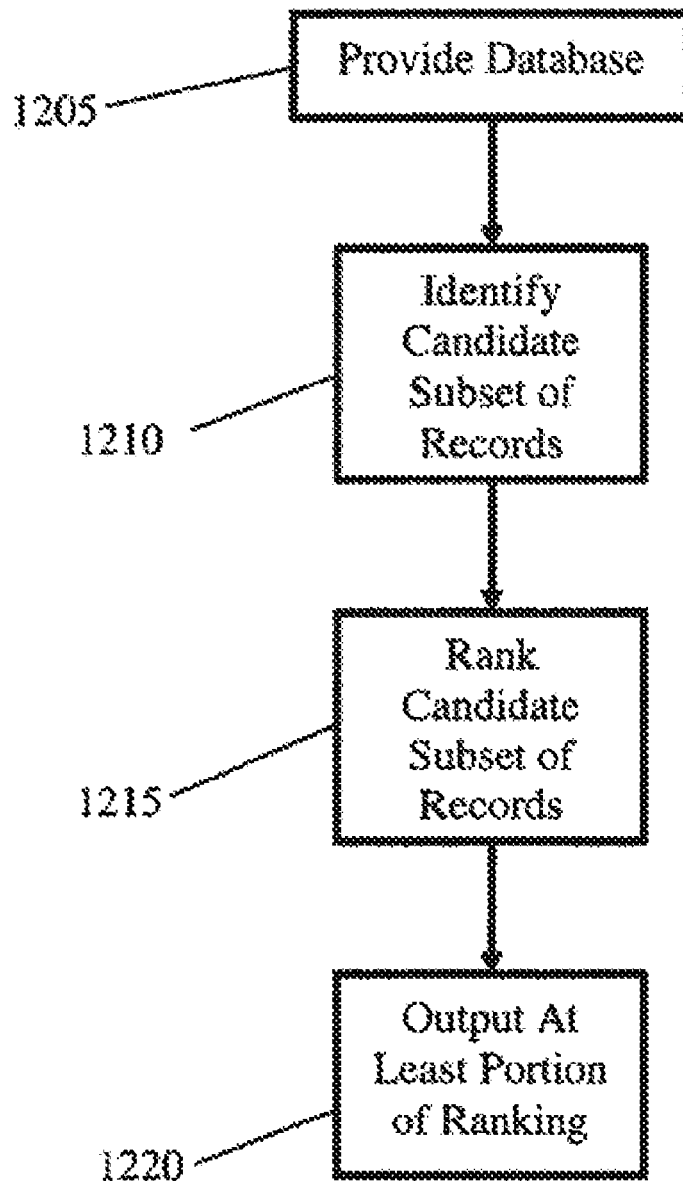 Provide Database
1205
Identify
Candidate
Subset of
Records
1210
Rank
Candidate
Subset of
Records
1215
Output At
Least Portion
of Ranking
1220